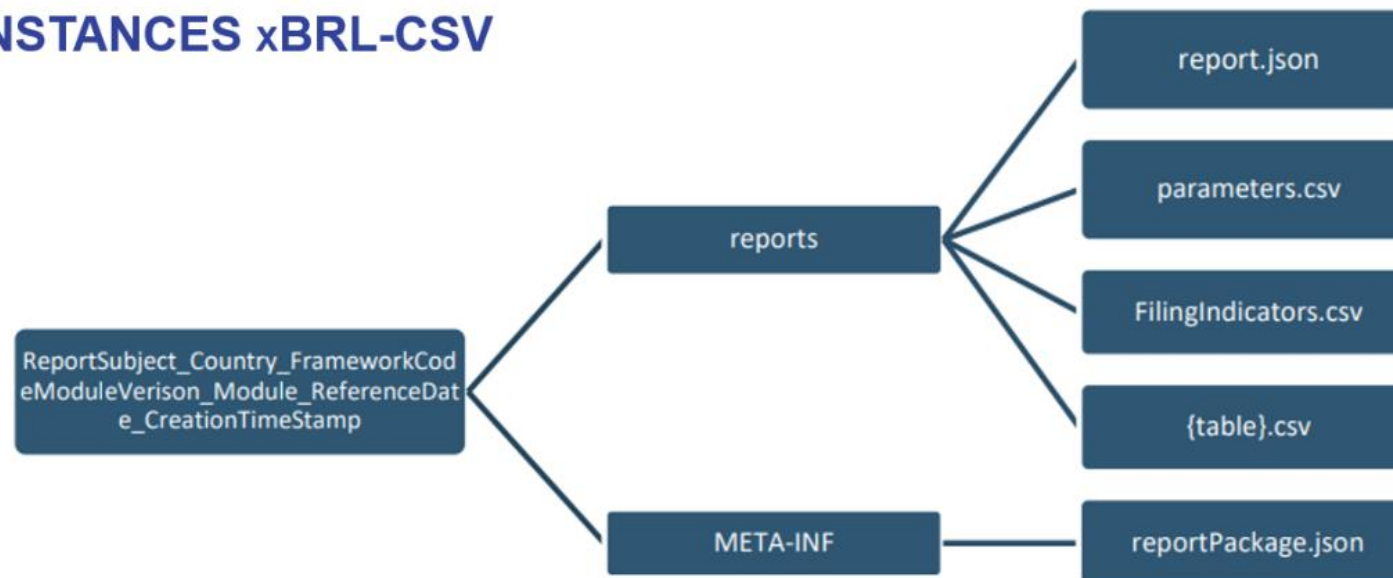 NSTANCES xBRL-CSV
report.json
parameters.csv
reports
FilingIndicators.csv
ReportSubject_Country_FrameworkCod
eModuleVerison_Module_ReferenceDat
e_CreationTimeStamp
{table}.csv
META-INF
reportPackage.json